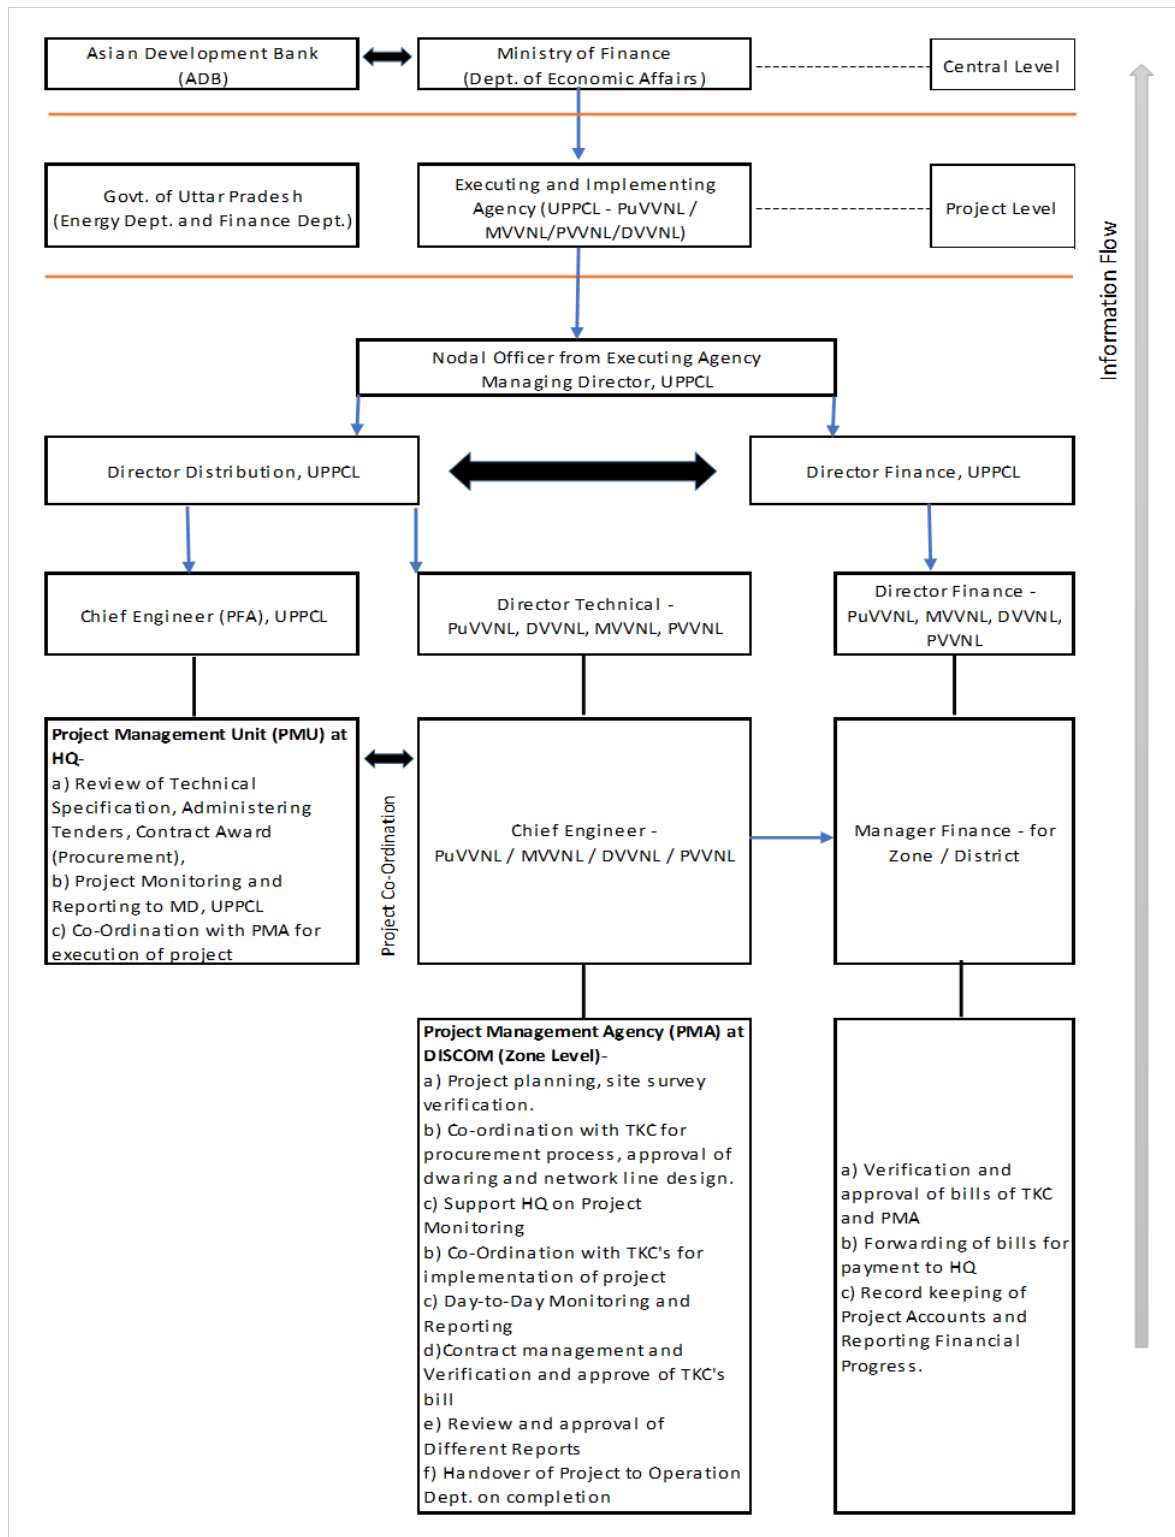 Asian Development Bank
(ADB)
Ministry of Finance
(Dept. of Economic Affairs)
Central Level
Govt. of Uttar Pradesh
(Energy Dept. and Finance Dept.)
Executing and Implementing
Agency (UPPCL - PuVVNL /
MVVNL/PVVNL/DVVNL)
Project Level
Information Flow
Nodal Officer from Executing Agency
Managing Director, UPPCL
Director Distribution, UPPCL
Director Finance, UPPCL
Chief Engineer (PFA), UPPCL
Director Technical -
PuVVNL, DVVNL, MVVNL, PVVNL
Director Finance -
PuVVNL, MVVNL, DVVNL,
PVVNL
Project Management Unit (PMU) at
HQ-
a) Review of Technical
Specification, Administering
Tenders, Contract Award
(Procurement),
b) Project Monitoring and
Reporting to MD, UPPCL
c) Co-Ordination with PMA for
execution of project
Project Co-Ordination
Chief Engineer -
PuVVNL / MVVNL / DVVNL / PVVNL
Manager Finance - for
Zone / District
Project Management Agency (PMA) at
DISCOM (Zone Level)-
a) Project planning, site survey
verification.
b) Co-ordination with TKC for
procurement process, approval of
dwaring and network line design.
c) Support HQ on Project
Monitoring
b) Co-Ordination with TKC's for
implementation of project
c) Day-to-Day Monitoring and
Reporting
d)Contract management and
Verification and approve of TKC's
bill
e) Review and approval of
Different Reports
f) Handover of Project to Operation
Dept. on completion
a) Verification and
approval of bills of TKC
and PMA
b) Forwarding of bills for
payment to HQ
c) Record keeping of
Project Accounts and
Reporting Financial
Progress.